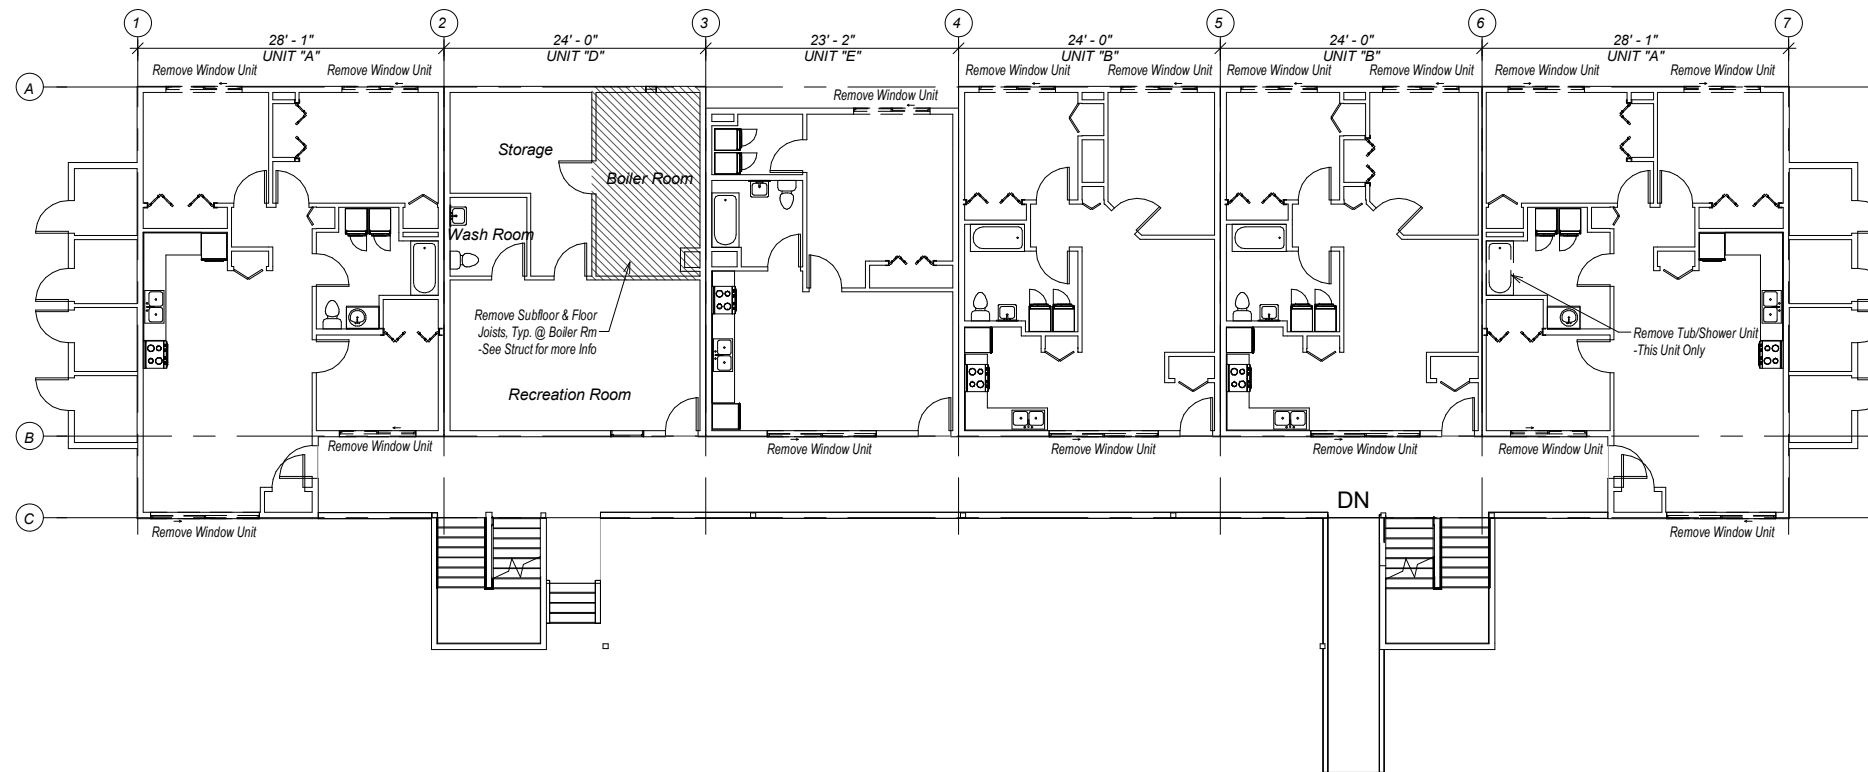 1 2 3 4 5 6 7
28' - 1" 24' - 0" 23' - 2" 24' - 0" 24' - 0" 28' - 1"
UNIT "A" UNIT "D" UNIT "E" UNIT "B" UNIT "B" UNIT "A"
Remove Window Unit Remove Window Unit Remove Window Unit Remove Window Unit Remove Window Unit Remove Window Unit Remove Window Unit Remove Window Unit
A
Remove Window Unit
Storage
Boiler Room
Wash Room
Remove Subfloor & Floor
Joists, Typ. @ Boiler Rm
-See Struct for more Info
Remove Tub/Shower Unit
-This Unit Only
Recreation Room
B
Remove Window Unit Remove Window Unit Remove Window Unit Remove Window Unit Remove Window Unit
DN
C
Remove Window Unit Remove Window Unit